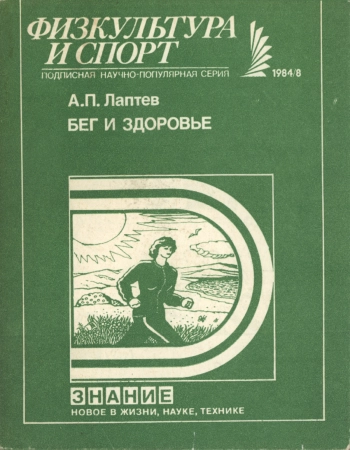 ФИЗКУЛЬТУРА
И СПОРТ
ПОДПИСНАЯ НАУЧНО-ПОПУЛЯРНАЯ СЕРИЯ
1984/8
А.П. Лаптев
БЕГ И ЗДОРОВЬЕ
ЗНАНИЕ
НОВОЕ В ЖИЗНИ, НАУКЕ, ТЕХНИКЕ